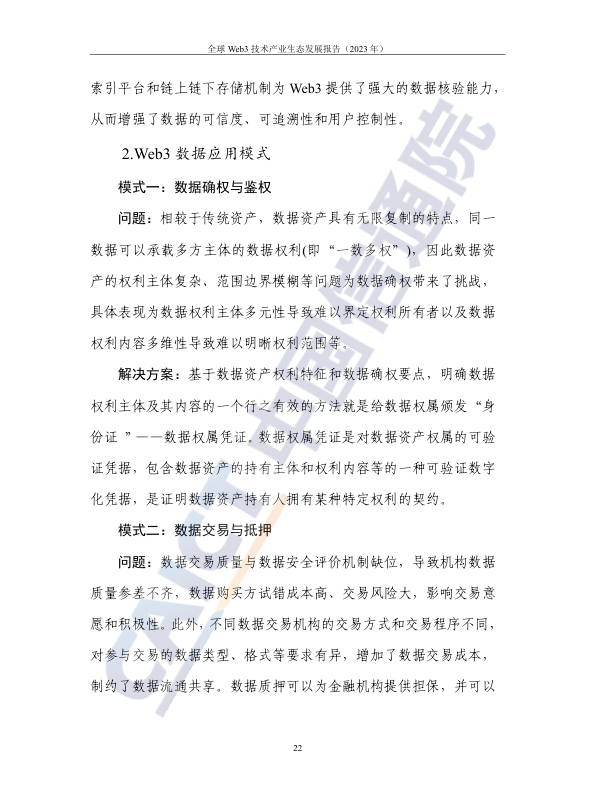 全球 Web3 技术产业生态发展报告（2023 年）
索引平台和链上链下存储机制为 Web3 提供了强大的数据核验能力，
从而增强了数据的可信度、可追溯性和用户控制性。
2.Web3 数据应用模式
模式一：数据确权与鉴权
问题：相较于传统资产，数据资产具有无限复制的特点，同一
数据可以承载多方主体的数据权利(即“一数多权”)，因此数据资
产的权利主体复杂、范围边界模糊等问题为数据确权带来了挑战，
具体表现为数据权利主体多元性导致难以界定权利所有者以及数据
权利内容多维性导致难以明晰权利范围等。
解决方案：基于数据资产权利特征和数据确权要点，明确数据
权利主体及其内容的一个行之有效的方法就是给数据权属颁发“身
份证 ”——数据权属凭证。数据权属凭证是对数据资产权属的可验
证凭据，包含数据资产的持有主体和权利内容等的一种可验证数字
化凭据，是证明数据资产持有人拥有某种特定权利的契约。
模式二：数据交易与抵押
问题：数据交易质量与数据安全评价机制缺位，导致机构数据
质量参差不齐，数据购买方试错成本高、交易风险大，影响交易意
愿和积极性。此外，不同数据交易机构的交易方式和交易程序不同，
对参与交易的数据类型、格式等要求有异，增加了数据交易成本，
制约了数据流通共享。数据质押可以为金融机构提供担保，并可以
22
CAICT 中国信通院